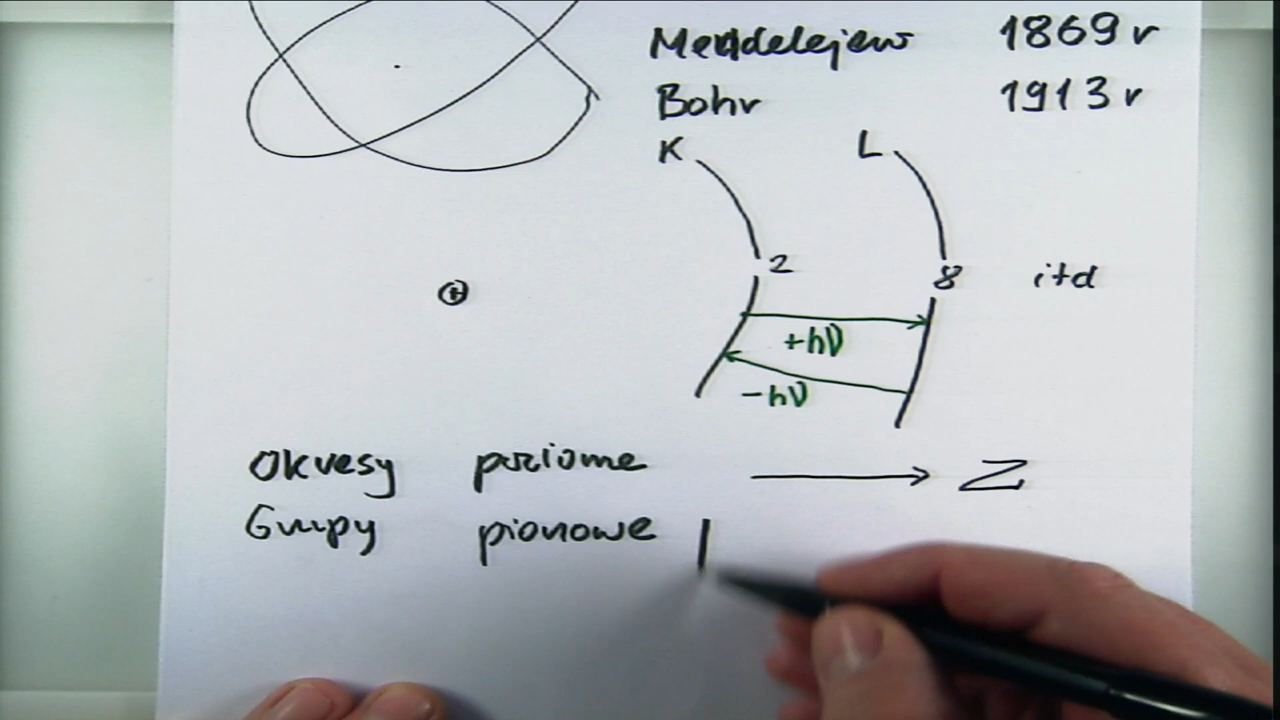 Mendelejew 1869 r
Bohr 1913 r
K L
2 8 itd
+hν
-hν
Okresy poziome → Z
Grupy pionowe